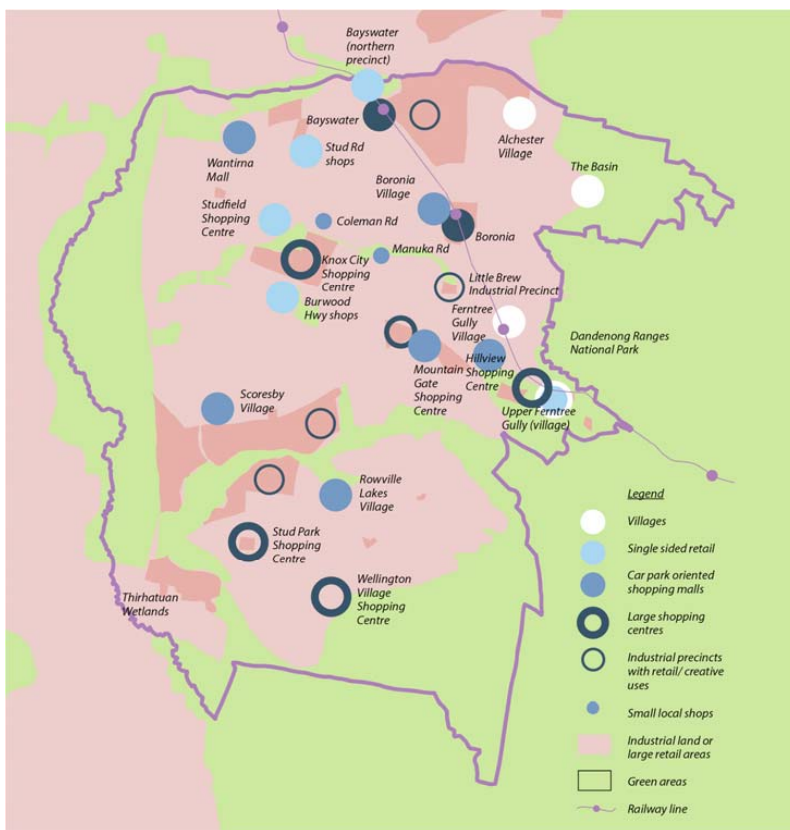 Bayswater
(northern
precinct)
Bayswater
Alchester
Village
Stud Rd
shops
Wantirna
Mall
The Basin
Boronia
Village
Studfield
Shopping
Centre
Coleman Rd
Boronia
Manuka Rd
Knox City
Shopping
Centre
Little Brew
Industrial Precinct
Burwood
Hwy shops
Ferntree
Gully
Village
Dandenong Ranges
National Park
Hillview
Shopping
Centre
Mountain
Gate
Shopping
Centre
Scoresby
Village
Upper Ferntree
Gully (village)
Rowville
Lakes
Village
Stud Park
Shopping
Centre
Wellington
Village
Shopping
Centre
Thirhatuan
Wetlands
Legend
Villages
Single sided retail
Car park oriented
shopping malls
Large shopping
centres
Industrial precincts
with retail/ creative
uses
Small local shops
Industrial land or
large retail areas
Green areas
Railway line